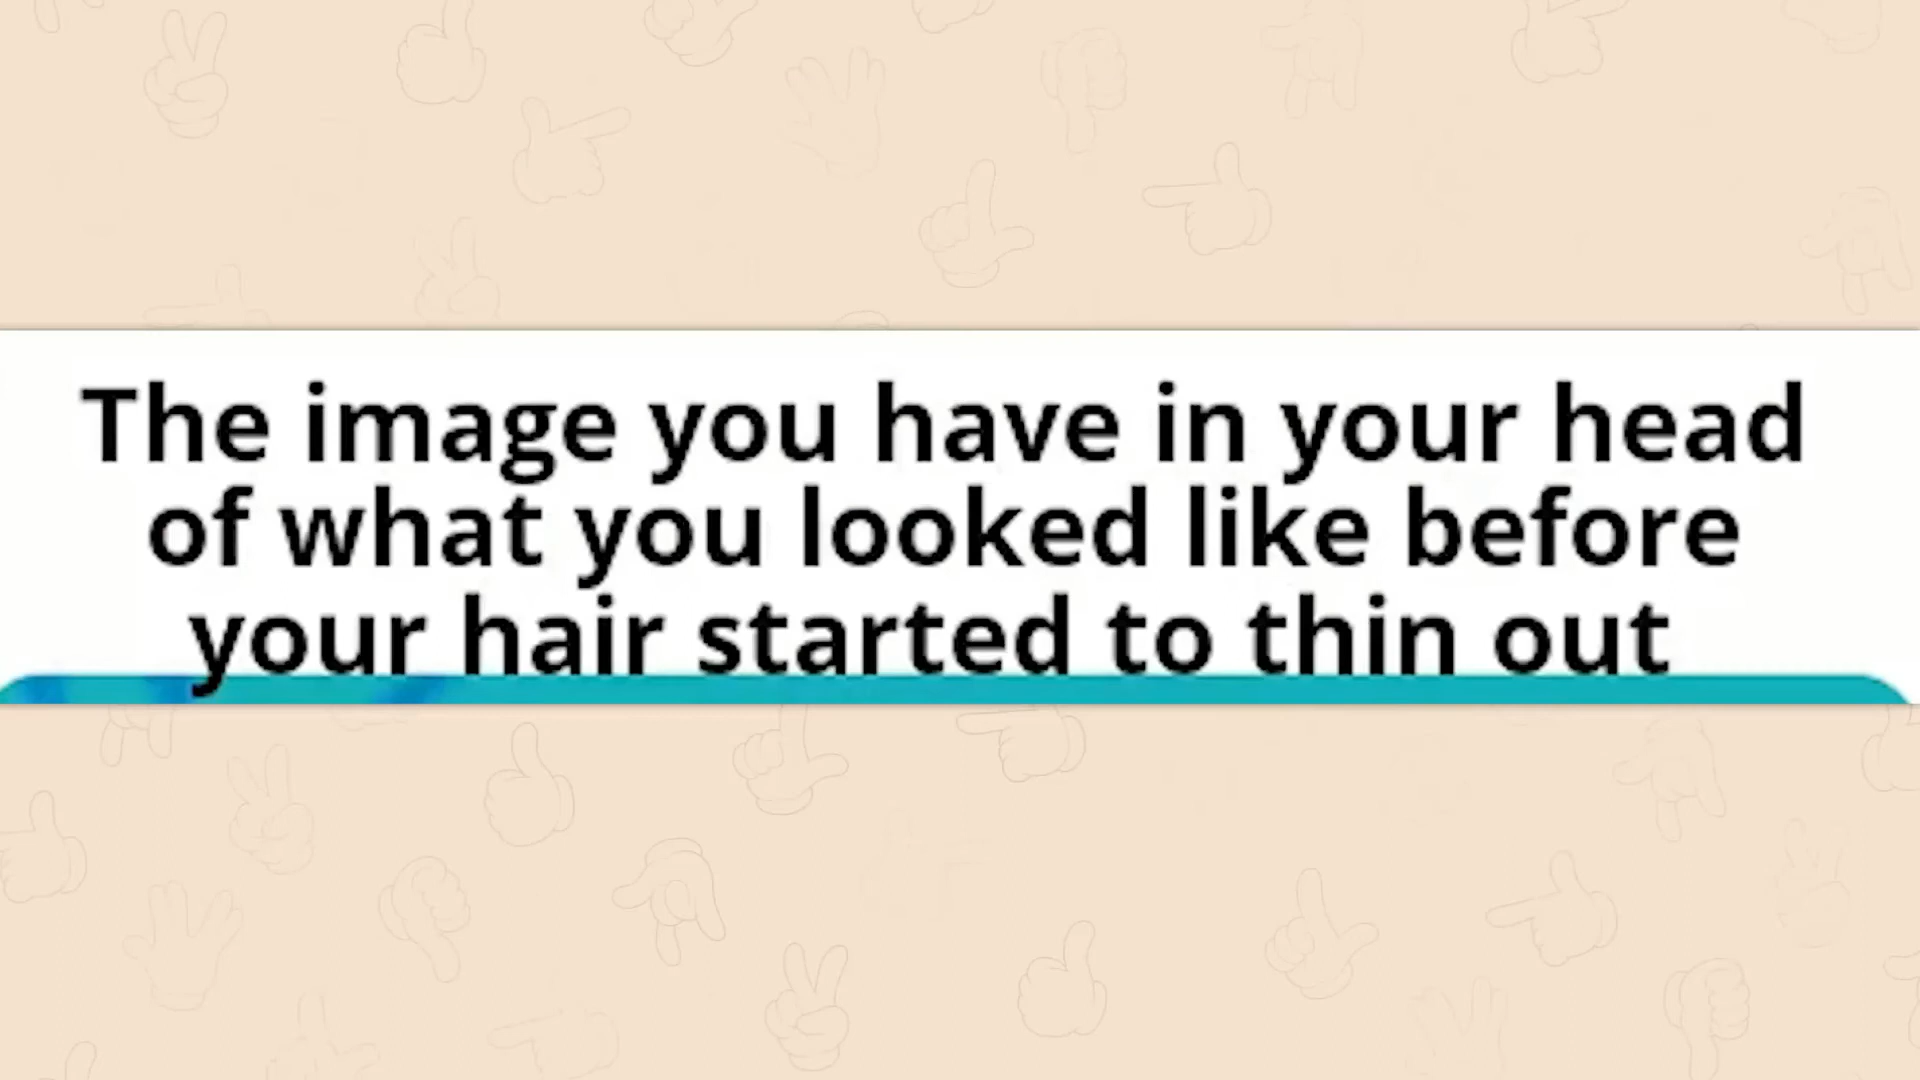 The image you have in your head
of what you looked like before
your hair started to thin out